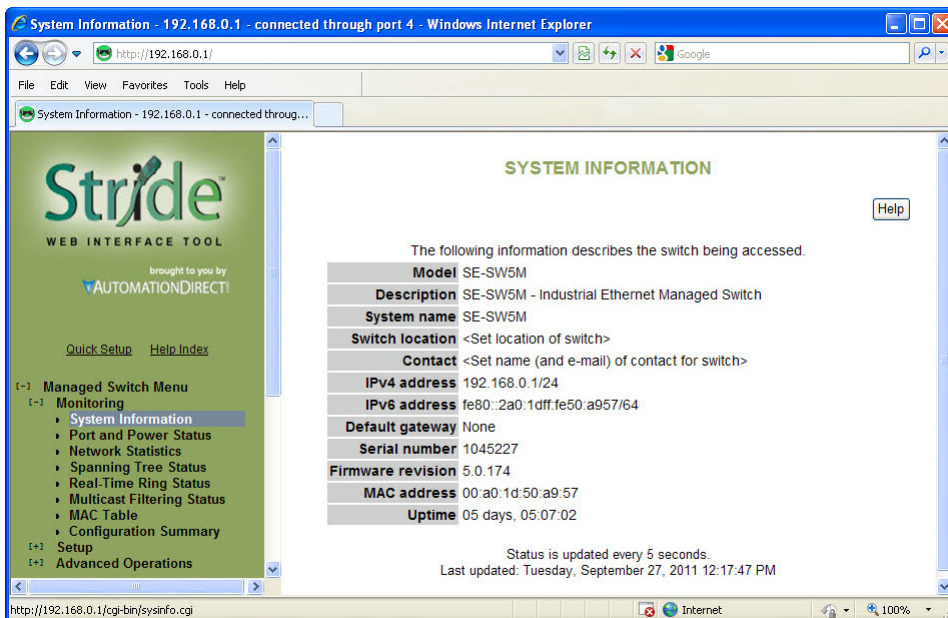 System Information - 192.168.0.1 - connected through port 4 - Windows Internet Explorer
http://192.168.0.1/
Google
File Edit View Favorites Tools Help
System Information - 192.168.0.1 - connected throug...
Stride™
WEB INTERFACE TOOL
brought to you by
AUTOMATIONDIRECT
Quick Setup Help Index
[-] Managed Switch Menu
[-] Monitoring
System Information
Port and Power Status
Network Statistics
Spanning Tree Status
Real-Time Ring Status
Multicast Filtering Status
MAC Table
Configuration Summary
[+] Setup
[+] Advanced Operations
SYSTEM INFORMATION
Help
The following information describes the switch being accessed.
Model SE-SW5M
Description SE-SW5M - Industrial Ethernet Managed Switch
System name SE-SW5M
Switch location <Set location of switch>
Contact <Set name (and e-mail) of contact for switch>
IPv4 address 192.168.0.1/24
IPv6 address fe80::2a0:1dff:fe50:a957/64
Default gateway None
Serial number 1045227
Firmware revision 5.0.174
MAC address 00:a0:1d:50:a9:57
Uptime 05 days, 05:07:02
Status is updated every 5 seconds.
Last updated: Tuesday, September 27, 2011 12:17:47 PM
http://192.168.0.1/cgi-bin/sysinfo.cgi
Internet
100%